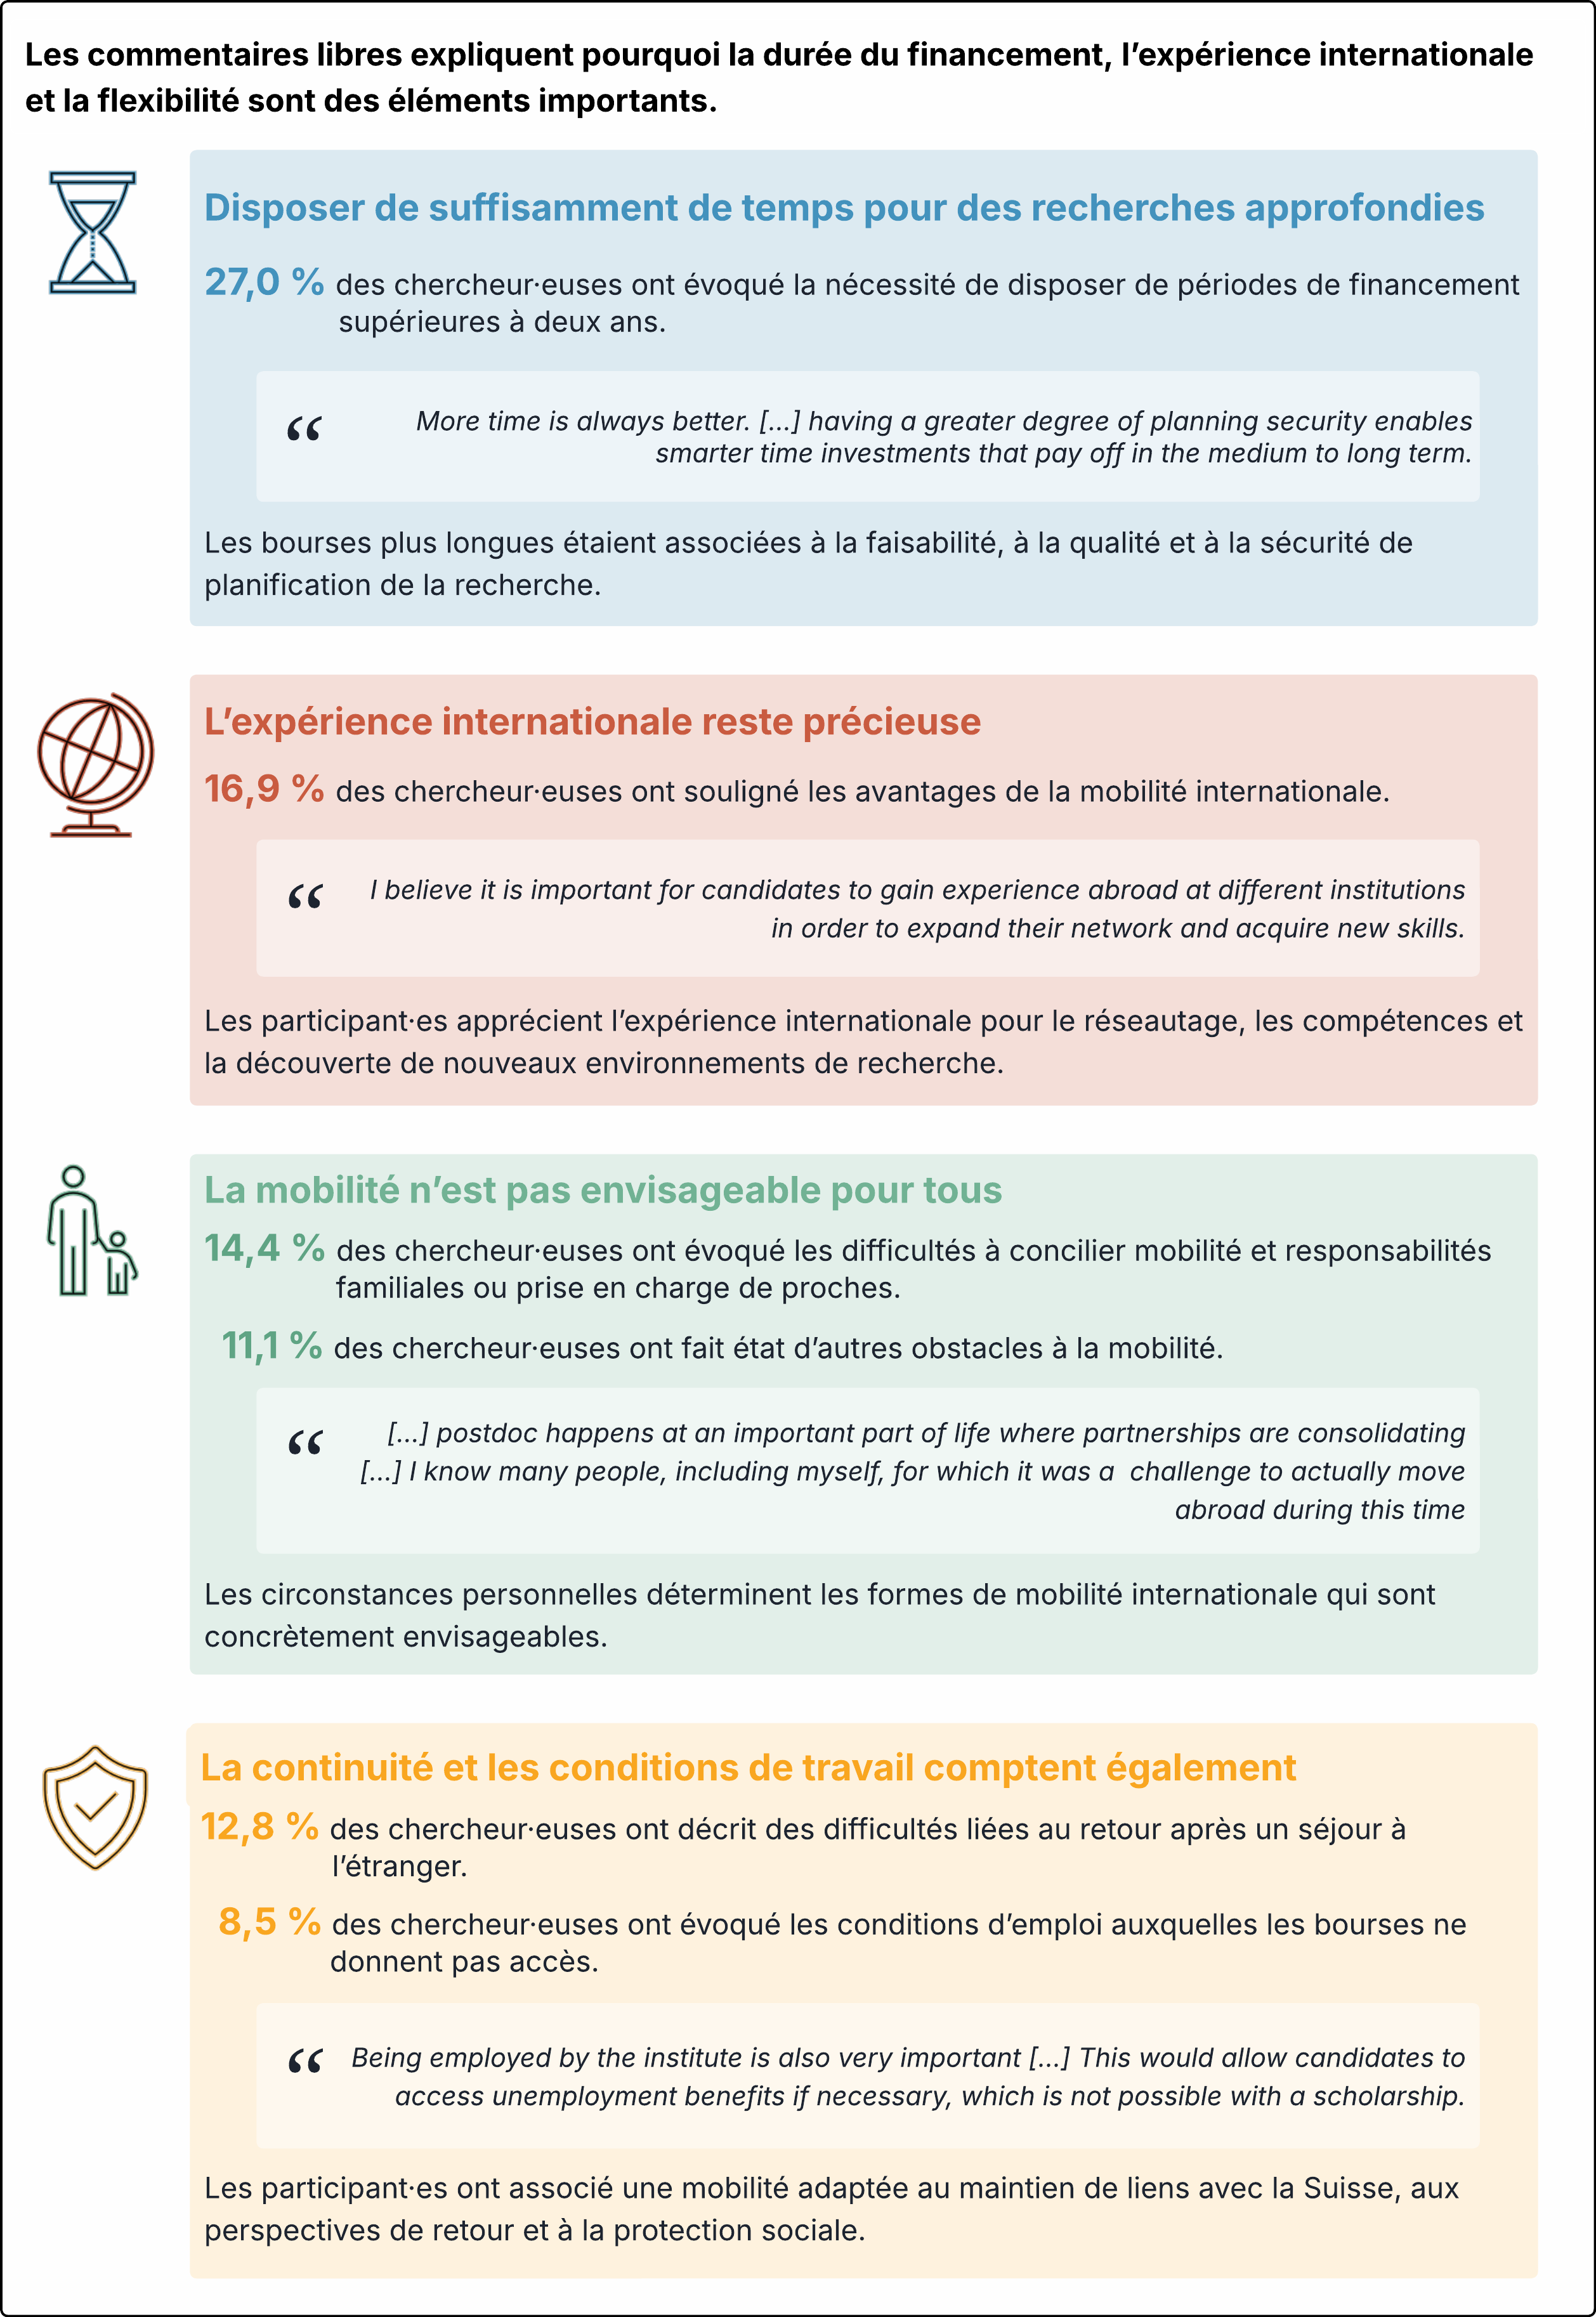 Les commentaires libres expliquent pourquoi la durée du financement, l’expérience internationale
et la flexibilité sont des éléments importants.
Disposer de suffisamment de temps pour des recherches approfondies
27,0 % des chercheur·euses ont évoqué la nécessité de disposer de périodes de financement
supérieures à deux ans.
“ More time is always better. [...] having a greater degree of planning security enables
smarter time investments that pay off in the medium to long term.
Les bourses plus longues étaient associées à la faisabilité, à la qualité et à la sécurité de
planification de la recherche.
L’expérience internationale reste précieuse
16,9 % des chercheur·euses ont souligné les avantages de la mobilité internationale.
“ I believe it is important for candidates to gain experience abroad at different institutions
in order to expand their network and acquire new skills.
Les participant·es apprécient l’expérience internationale pour le réseautage, les compétences et
la découverte de nouveaux environnements de recherche.
La mobilité n’est pas envisageable pour tous
14,4 % des chercheur·euses ont évoqué les difficultés à concilier mobilité et responsabilités
familiales ou prise en charge de proches.
11,1 % des chercheur·euses ont fait état d’autres obstacles à la mobilité.
“ [...] postdoc happens at an important part of life where partnerships are consolidating
[...] I know many people, including myself, for which it was a  challenge to actually move
abroad during this time
Les circonstances personnelles déterminent les formes de mobilité internationale qui sont
concrètement envisageables.
La continuité et les conditions de travail comptent également
12,8 % des chercheur·euses ont décrit des difficultés liées au retour après un séjour à
l’étranger.
8,5 % des chercheur·euses ont évoqué les conditions d’emploi auxquelles les bourses ne
donnent pas accès.
“ Being employed by the institute is also very important [...] This would allow candidates to
access unemployment benefits if necessary, which is not possible with a scholarship.
Les participant·es ont associé une mobilité adaptée au maintien de liens avec la Suisse, aux
perspectives de retour et à la protection sociale.